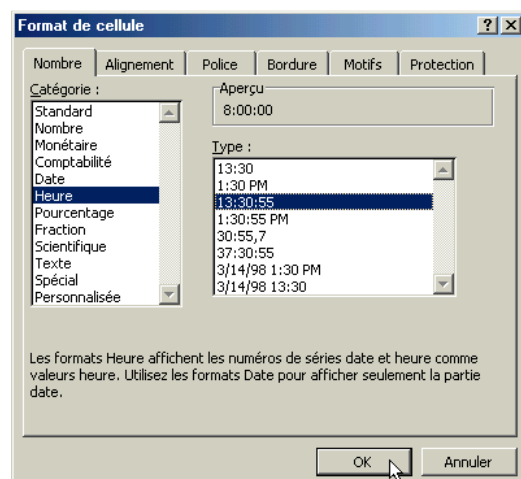 Format de cellule
Nombre Alignement Police Bordure Motifs Protection
Catégorie :
Standard
Nombre
Monétaire
Comptabilité
Date
Heure
Pourcentage
Fraction
Scientifique
Texte
Spécial
Personnalisée
Aperçu
8:00:00
Type :
13:30
1:30 PM
13:30:55
1:30:55 PM
30:55,7
37:30:55
3/14/98 1:30 PM
3/14/98 13:30
Les formats Heure affichent les numéros de séries date et heure comme
valeurs heure. Utilisez les formats Date pour afficher seulement la partie
date.
OK Annuler